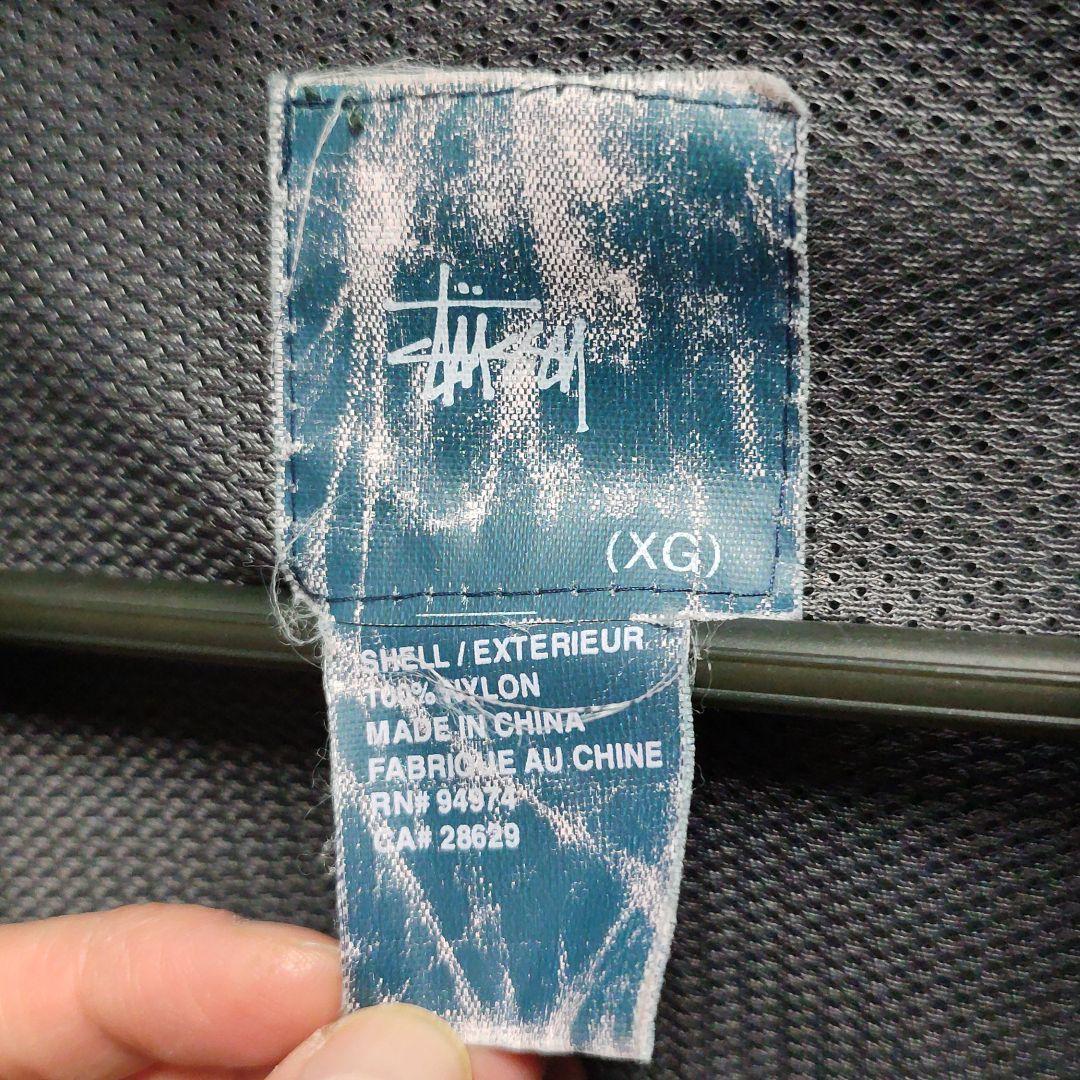 Stüssy
(XG)
SHELL / EXTERIEUR
100% NYLON
MADE IN CHINA
FABRIQUE AU CHINE
RN# 94974
CA# 28629